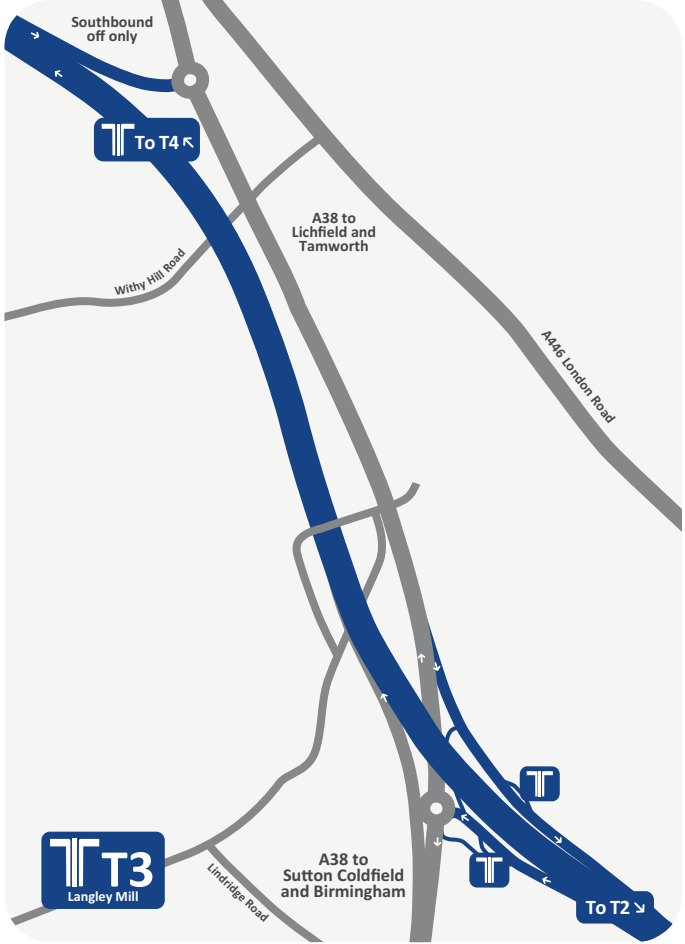 Southbound
off only
To T4
A38 to
Lichfield and
Tamworth
Withy Hill Road
A446 London Road
T3
Langley Mill
Lindridge Road
A38 to
Sutton Coldfield
and Birmingham
To T2